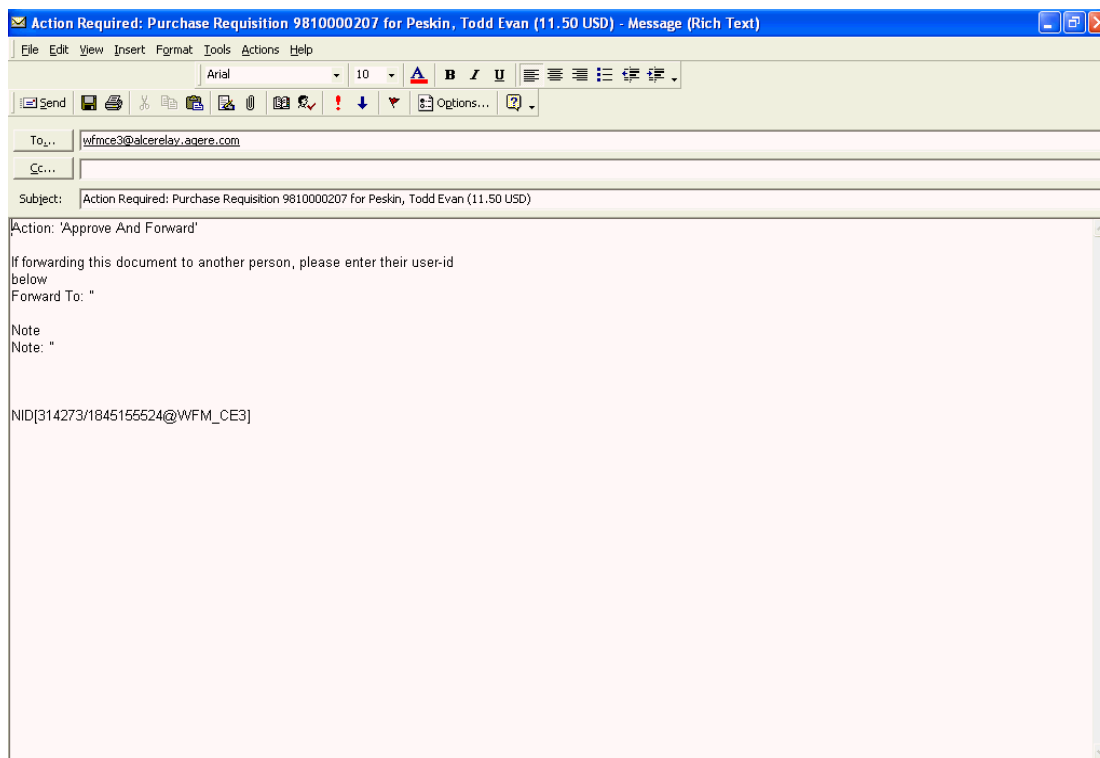 Action Required: Purchase Requisition 9810000207 for Peskin, Todd Evan (11.50 USD) - Message (Rich Text)
File Edit View Insert Format Tools Actions Help
Arial 10 A B I U
Send Options...
To... wfmce3@alcerelay.agere.com
Cc...
Subject: Action Required: Purchase Requisition 9810000207 for Peskin, Todd Evan (11.50 USD)
Action: 'Approve And Forward'
If forwarding this document to another person, please enter their user-id
below
Forward To: ''
Note
Note: ''
NID[314273/1845155524@WFM_CE3]